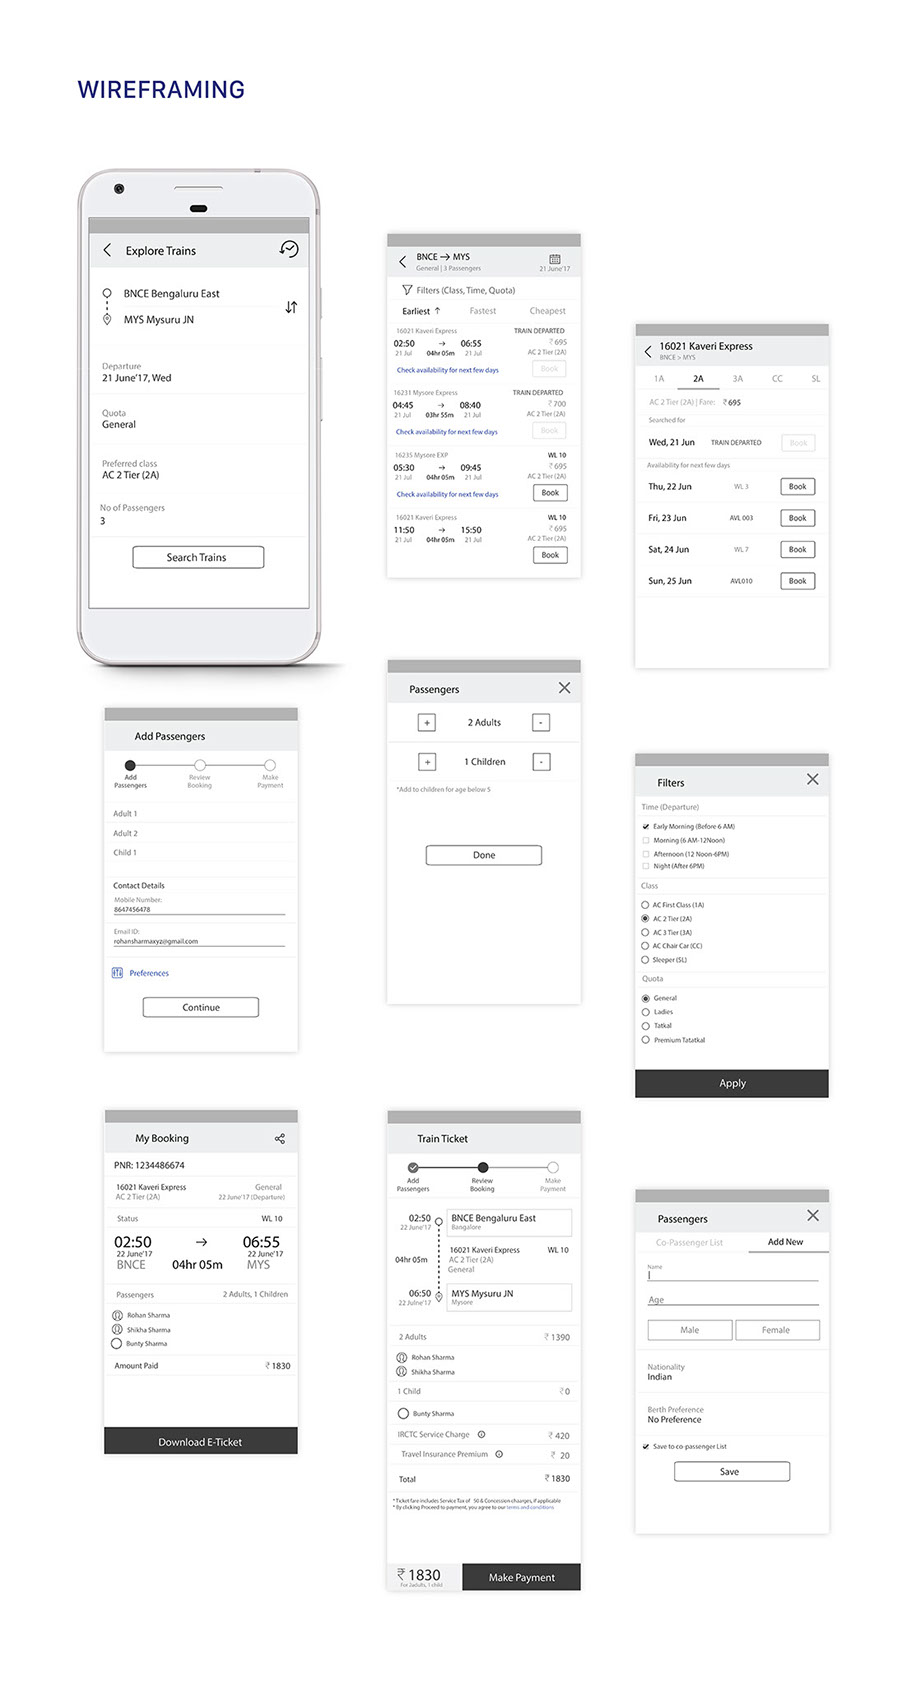 WIREFRAMING
Explore Trains
BNCE Bengaluru East
MYS Mysuru JN
Departure
21 June'17, Wed
Quota
General
Preferred class
AC 2 Tier (2A)
No of Passengers
3
Search Trains
BNCE → MYS
General | 3 Passengers
21 June'17
Filters (Class, Time, Quota)
Earliest ↑ Fastest Cheapest
16021 Kaveri Express TRAIN DEPARTED
02:50 → 06:55 ₹ 695
21 Jul 04hr 05m 21 Jul AC 2 Tier (2A)
Check availability for next few days Book
16231 Mysore Express TRAIN DEPARTED
04:45 → 08:40 ₹ 700
21 Jul 03hr 55m 21 Jul AC 2 Tier (2A)
Check availability for next few days Book
16235 Mysore EXP WL 10
05:30 → 09:45 ₹ 695
21 Jul 04hr 05m 21 Jul AC 2 Tier (2A)
Check availability for next few days Book
16021 Kaveri Express WL 10
11:50 → 15:50 ₹ 695
21 Jul 04hr 05m 21 Jul AC 2 Tier (2A)
Book
16021 Kaveri Express
BNCE > MYS
1A 2A 3A CC SL
AC 2 Tier (2A) | Fare: ₹ 695
Searched for
Wed, 21 Jun TRAIN DEPARTED Book
Availability for next few days
Thu, 22 Jun WL 3 Book
Fri, 23 Jun AVL 003 Book
Sat, 24 Jun WL 7 Book
Sun, 25 Jun AVL010 Book
Add Passengers
Add Passengers
Review Booking
Make Payment
Adult 1
Adult 2
Child 1
Contact Details
Mobile Number:
8647456478
Email ID:
rohansharmaxyz@gmail.com
Preferences
Continue
Passengers
+ 2 Adults -
+ 1 Children -
*Add to children for age below 5
Done
Filters
Time (Departure)
Early Morning (Before 6 AM)
Morning (6 AM-12Noon)
Afternoon (12 Noon-6PM)
Night (After 6PM)
Class
AC First Class (1A)
AC 2 Tier (2A)
AC 3 Tier (3A)
AC Chair Car (CC)
Sleeper (SL)
Quota
General
Ladies
Tatkal
Premium Tatatkal
Apply
My Booking
PNR: 1234486674
16021 Kaveri Express General
AC 2 Tier (2A) 22 June'17 (Departure)
Status WL 10
02:50 → 06:55
22 June'17 22 June'17
BNCE 04hr 05m MYS
Passengers 2 Adults, 1 Children
Rohan Sharma
Shikha Sharma
Bunty Sharma
Amount Paid ₹ 1830
Download E-Ticket
Train Ticket
Add Passengers
Review Booking
Make Payment
02:50 BNCE Bengaluru East
22 June'17 Bangalore
16021 Kaveri Express WL 10
04hr 05m AC 2 Tier (2A)
General
06:50 MYS Mysuru JN
22 Julne'17 Mysore
2 Adults ₹ 1390
Rohan Sharma
Shikha Sharma
1 Child ₹ 0
Bunty Sharma
IRCTC Service Charge ₹ 420
Travel Insurance Premium ₹ 20
Total ₹ 1830
* Ticket fare includes Service Tax of 50 & Concession charges, if applicable
* By clicking Proceed to payment, you agree to our terms and conditions
₹ 1830
For 2adults, 1 child
Make Payment
Passengers
Co-Passenger List Add New
Name
Age
Male Female
Nationality
Indian
Berth Preference
No Preference
Save to co-passenger List
Save